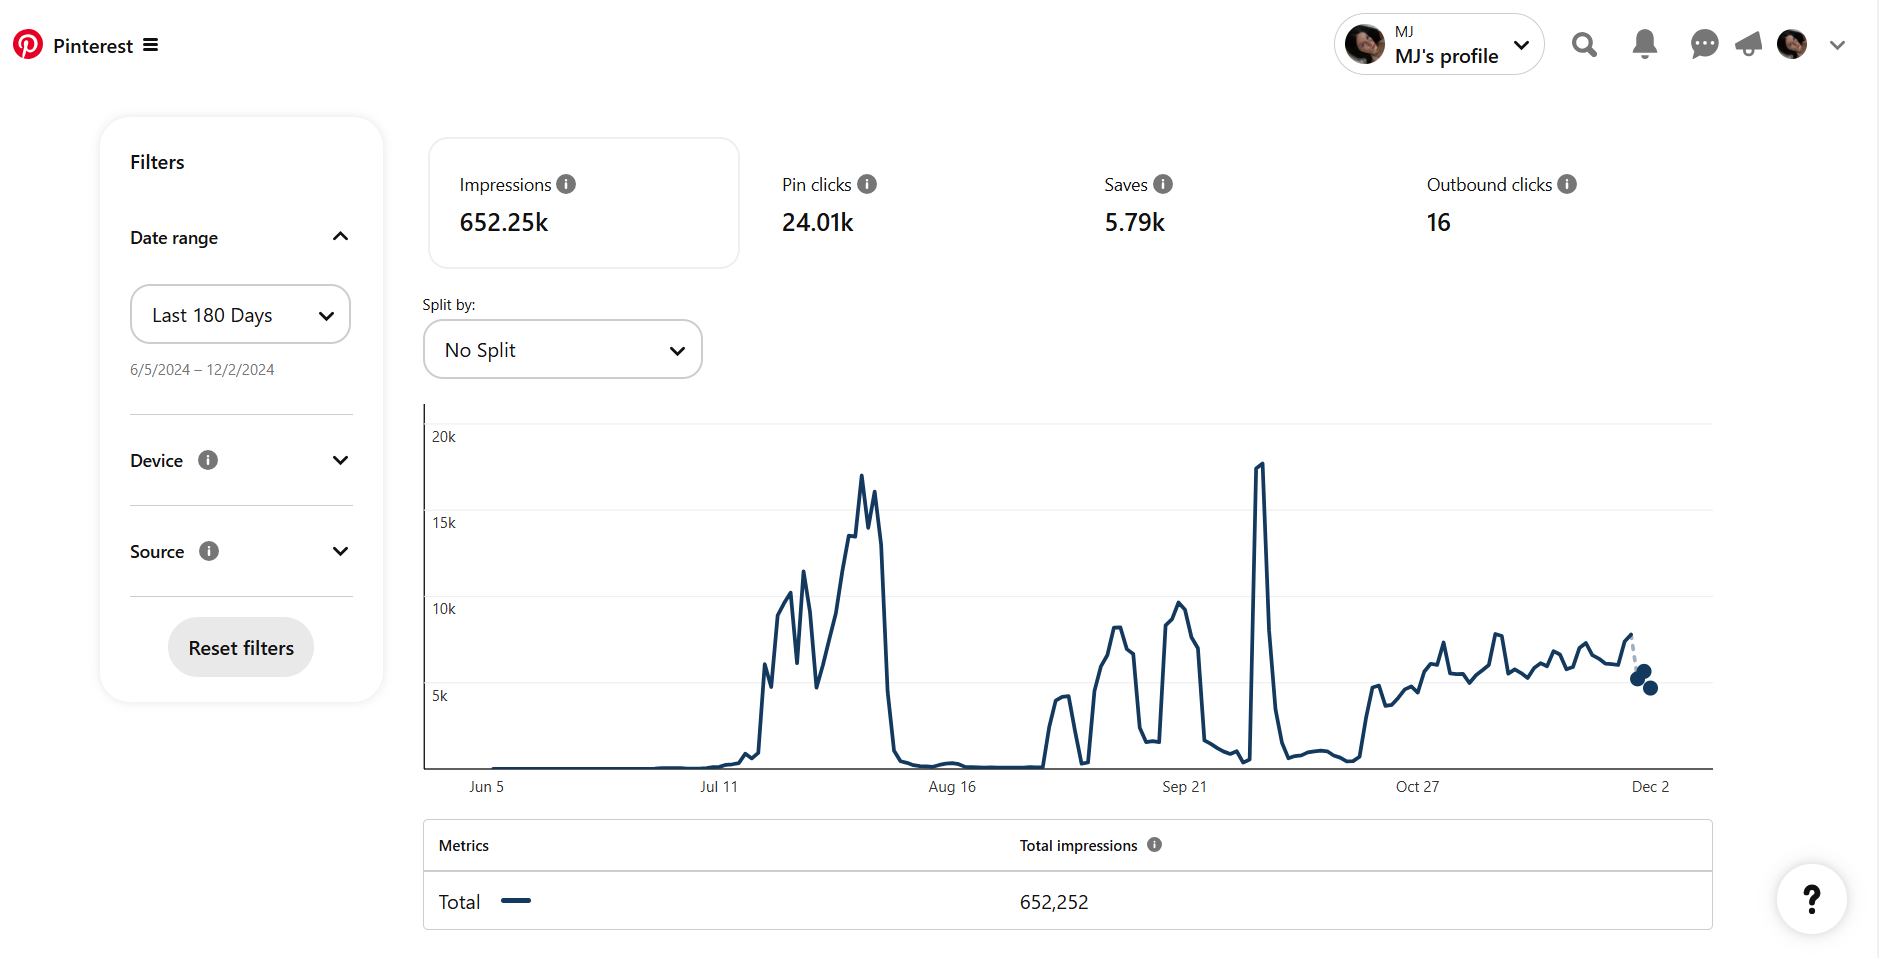 Pinterest
MJ
MJ's profile
Filters
Date range
Last 180 Days
6/5/2024 – 12/2/2024
Device
Source
Reset filters
Impressions
652.25k
Pin clicks
24.01k
Saves
5.79k
Outbound clicks
16
Split by:
No Split
20k
15k
10k
5k
Jun 5 Jul 11 Aug 16 Sep 21 Oct 27 Dec 2
Metrics Total impressions
Total 652,252
?